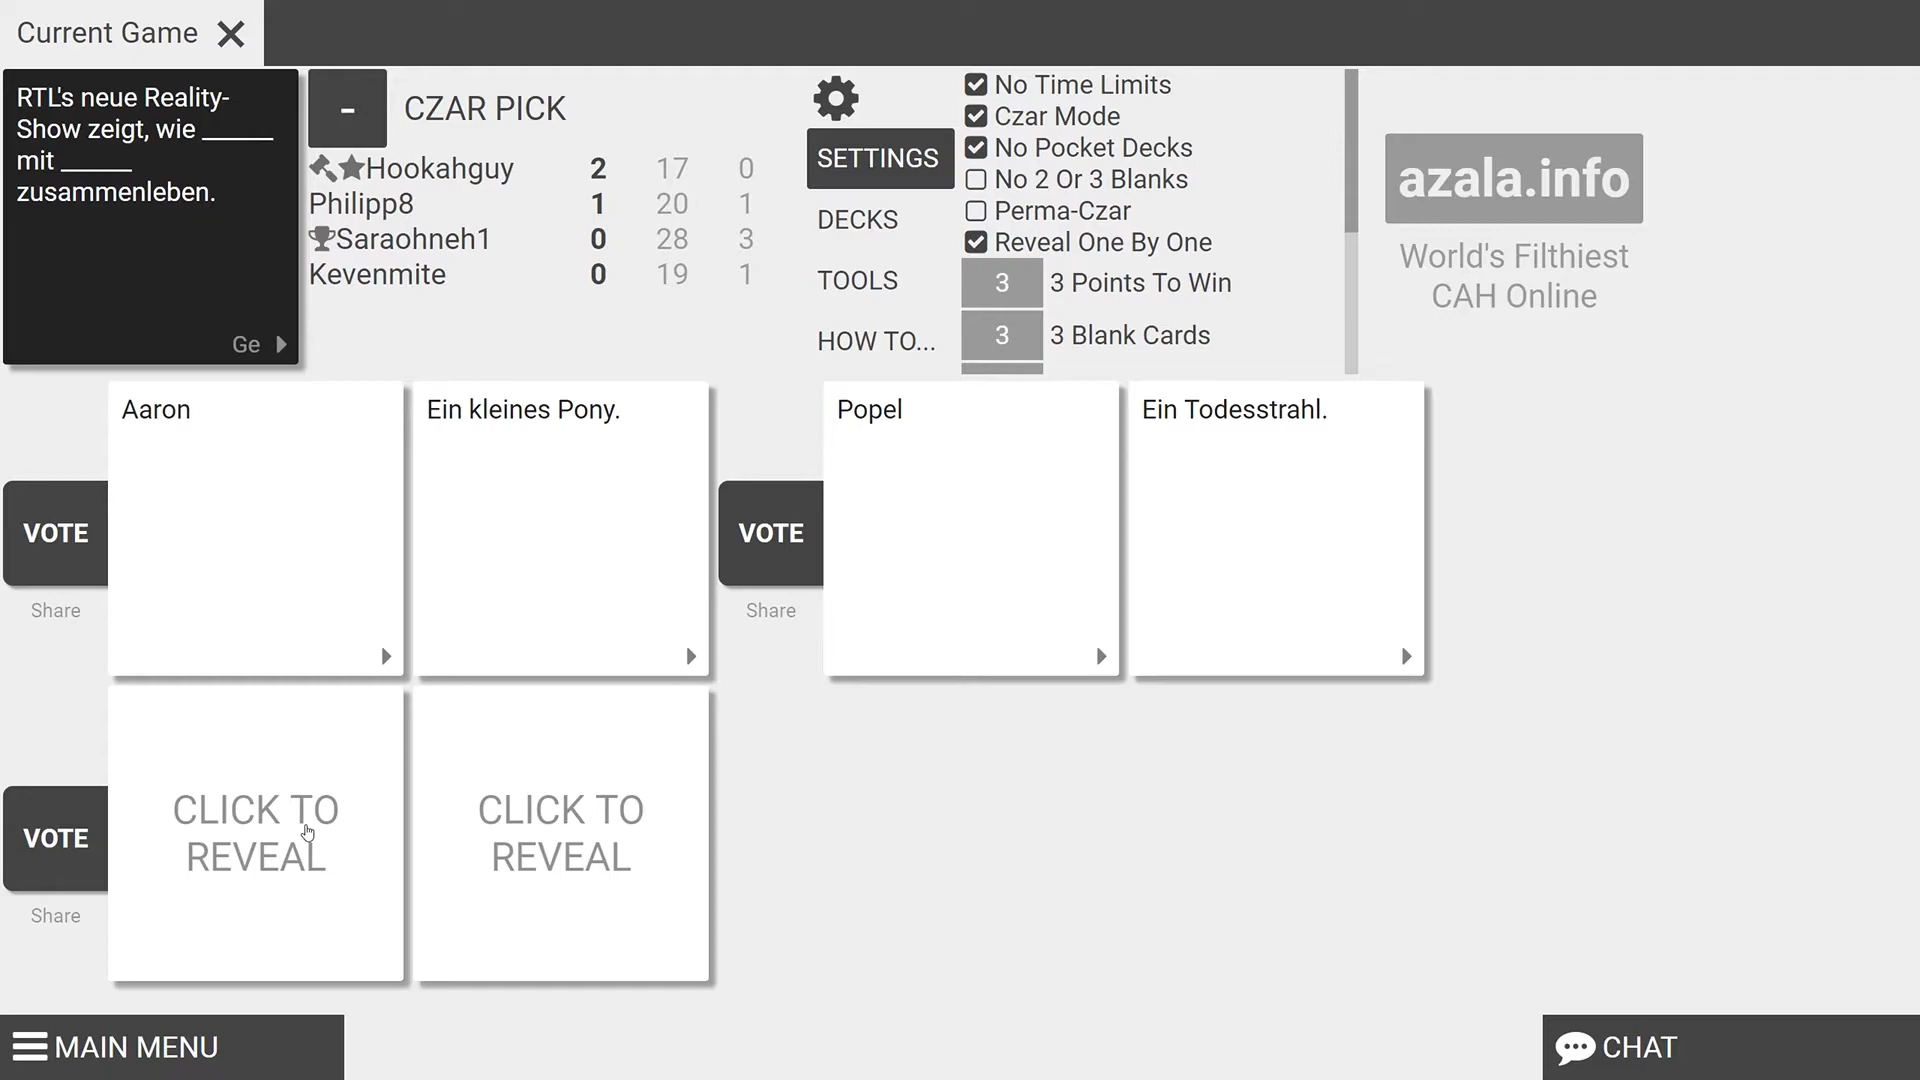 Current Game
RTL's neue Reality-
Show zeigt, wie ______
mit ______
zusammenleben.
Ge
-
CZAR PICK
Hookahguy 2 17 0
Philipp8 1 20 1
Saraohneh1 0 28 3
Kevenmite 0 19 1
SETTINGS
DECKS
TOOLS
HOW TO...
No Time Limits
Czar Mode
No Pocket Decks
No 2 Or 3 Blanks
Perma-Czar
Reveal One By One
3 3 Points To Win
3 3 Blank Cards
azala.info
World's Filthiest
CAH Online
VOTE
Share
Aaron
Ein kleines Pony.
VOTE
Share
Popel
Ein Todesstrahl.
VOTE
Share
CLICK TO
REVEAL
CLICK TO
REVEAL
MAIN MENU
CHAT